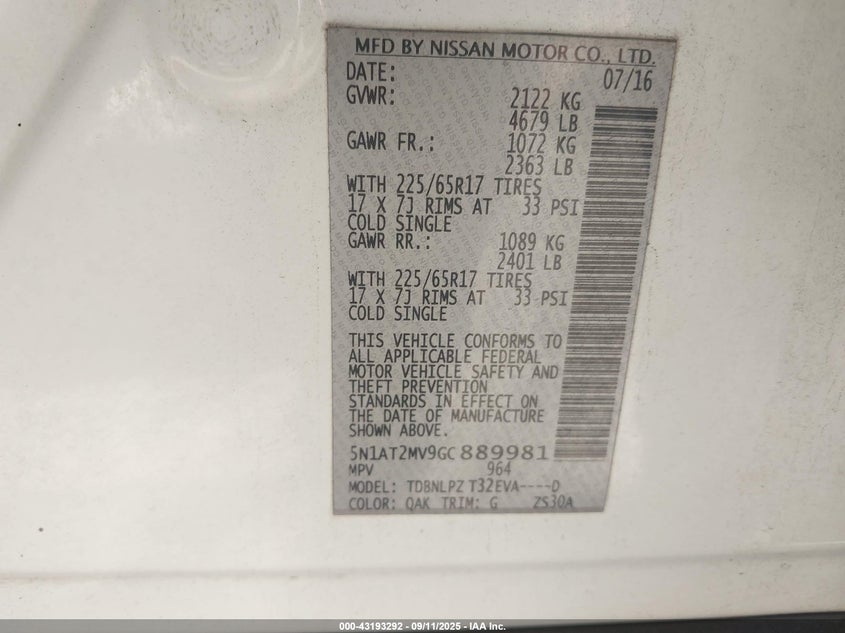 MFD BY NISSAN MOTOR CO., LTD.
DATE: 07/16
GVWR: 2122 KG
4679 LB
GAWR FR.: 1072 KG
2363 LB
WITH 225/65R17 TIRES
17 X 7J RIMS AT 33 PSI
COLD SINGLE
GAWR RR.: 1089 KG
2401 LB
WITH 225/65R17 TIRES
17 X 7J RIMS AT 33 PSI
COLD SINGLE
THIS VEHICLE CONFORMS TO
ALL APPLICABLE FEDERAL
MOTOR VEHICLE SAFETY AND
THEFT PREVENTION
STANDARDS IN EFFECT ON
THE DATE OF MANUFACTURE
SHOWN ABOVE.
5N1AT2MV9GC889981
MPV 964
MODEL: TDBNLPZ T32EVA----D
COLOR: QAK TRIM: G ZS30A
000-43193292 - 09/11/2025 - IAA Inc.